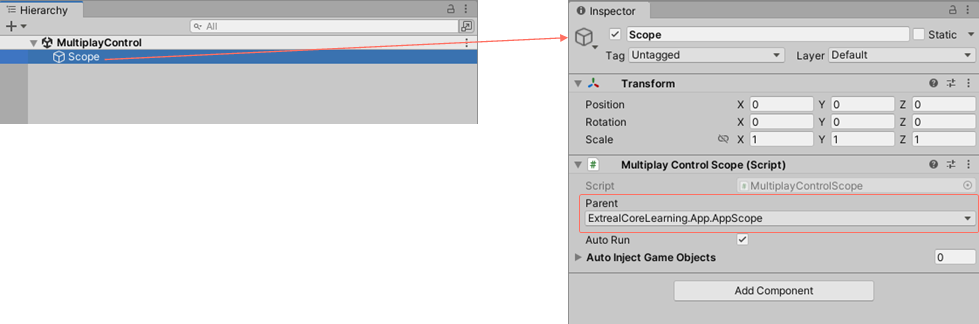 Hierarchy
All
MultiplayControl
Scope
Inspector
Scope
Static
Tag Untagged Layer Default
Transform
Position X 0 Y 0 Z 0
Rotation X 0 Y 0 Z 0
Scale X 1 Y 1 Z 1
# Multiplay Control Scope (Script)
Script # MultiplayControlScope
Parent
ExtrealCoreLearning.App.AppScope
Auto Run
Auto Inject Game Objects 0
Add Component